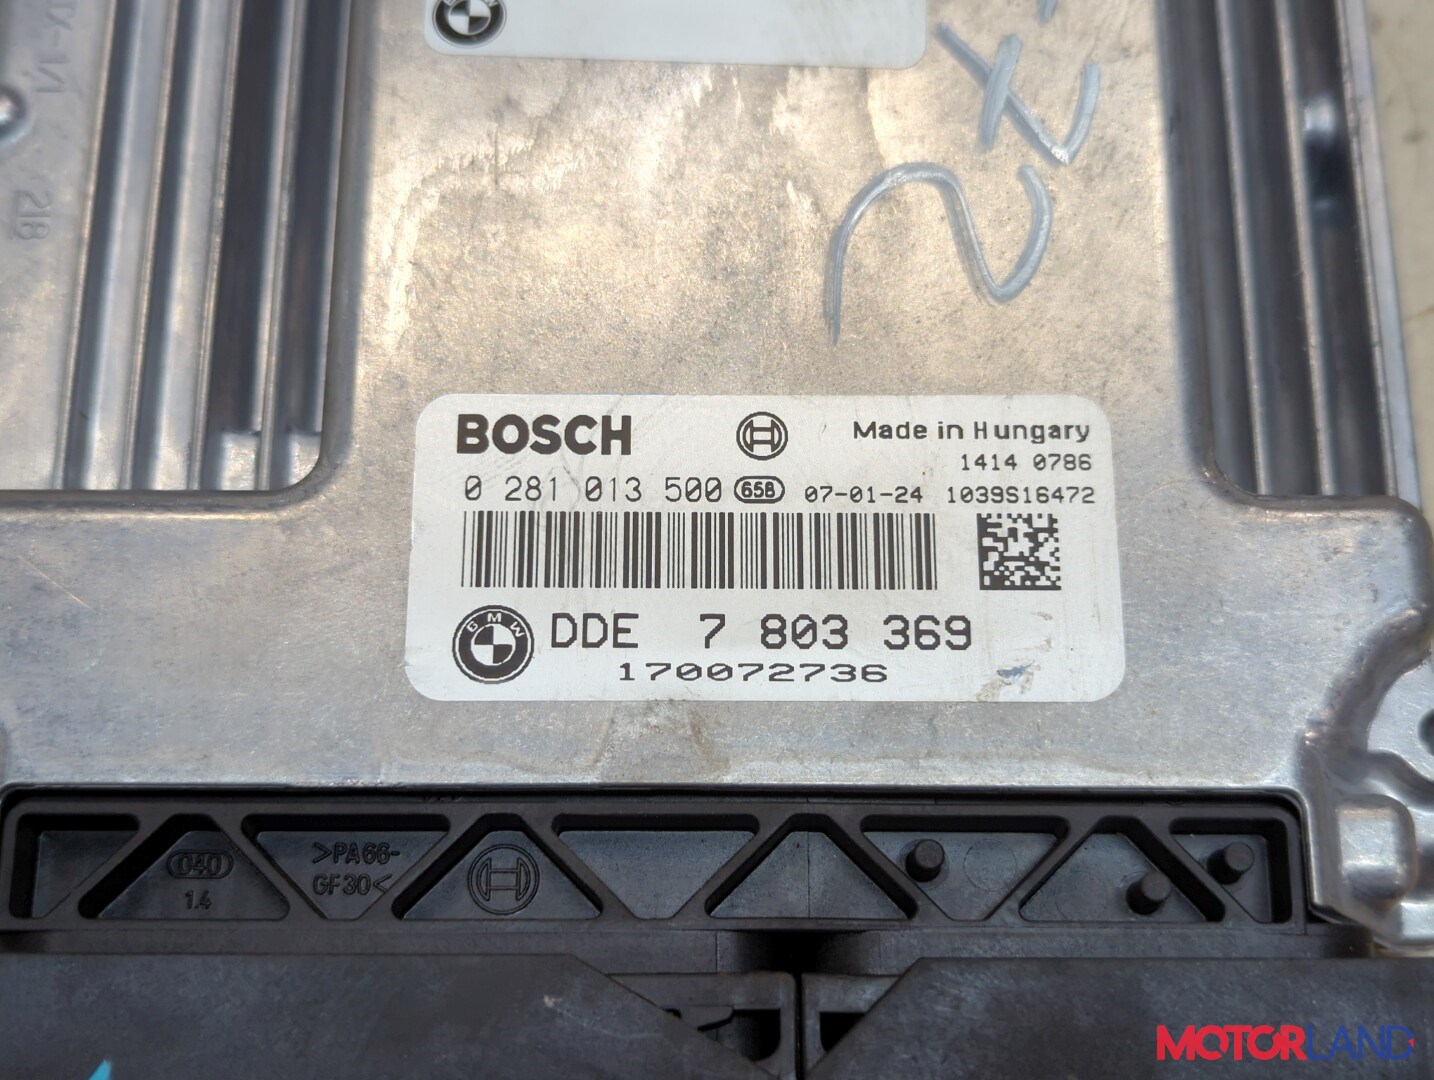 BOSCH
Made in Hungary
1414 0786
0 281 013 500 658 07-01-24 1039S16472
BMW
DDE 7 803 369
170072736
040
1.4
>PA66-
GF30<
MOTORLAND